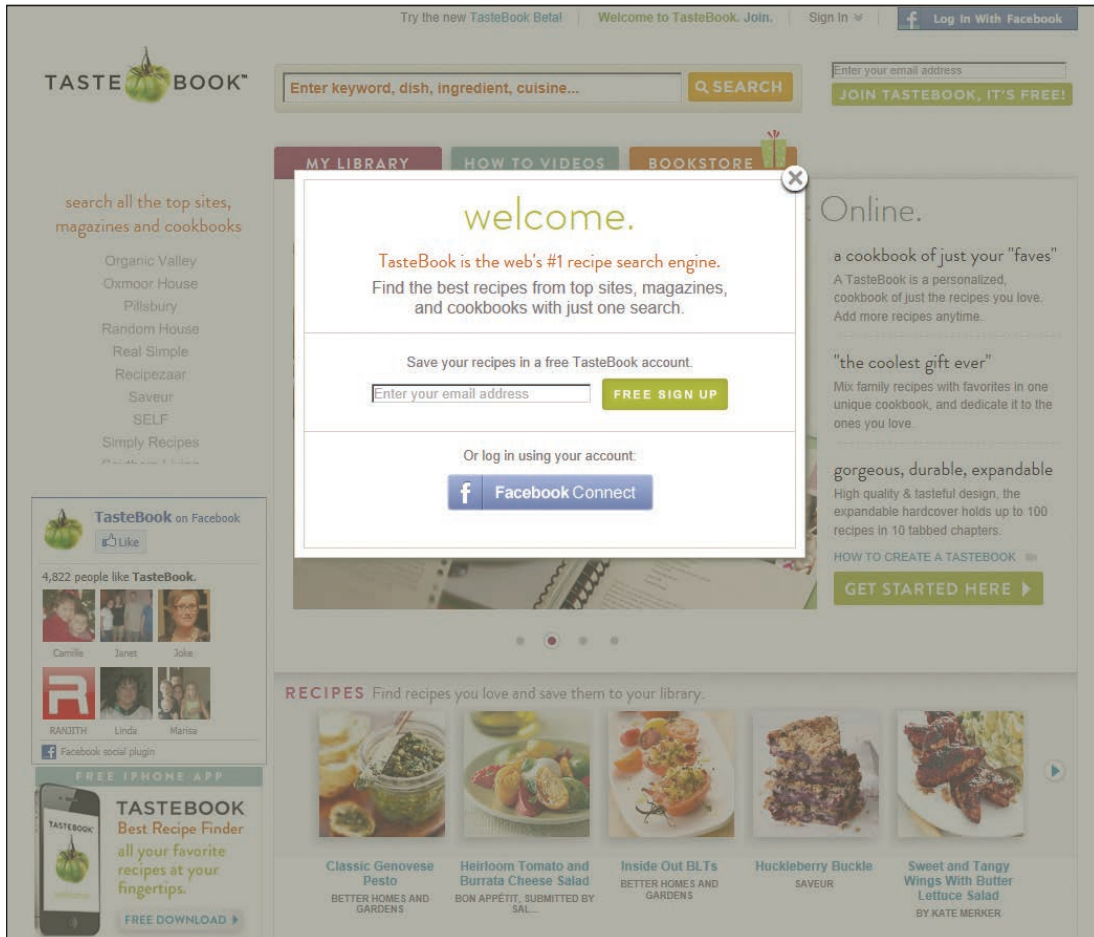 Try the new TasteBook Beta!
Welcome to TasteBook. Join.
Sign In
Log In With Facebook
TASTE BOOK™
Enter keyword, dish, ingredient, cuisine...
SEARCH
Enter your email address
JOIN TASTEBOOK, IT'S FREE!
MY LIBRARY
HOW TO VIDEOS
BOOKSTORE
search all the top sites,
magazines and cookbooks
Organic Valley
Oxmoor House
Pillsbury
Random House
Real Simple
Recipezaar
Saveur
SELF
Simply Recipes
welcome.
TasteBook is the web's #1 recipe search engine.
Find the best recipes from top sites, magazines,
and cookbooks with just one search.
Save your recipes in a free TasteBook account.
Enter your email address
FREE SIGN UP
Or log in using your account:
Facebook Connect
Online.
a cookbook of just your "faves"
A TasteBook is a personalized,
cookbook of just the recipes you love.
Add more recipes anytime.
"the coolest gift ever"
Mix family recipes with favorites in one
unique cookbook, and dedicate it to the
ones you love.
gorgeous, durable, expandable
High quality & tasteful design, the
expandable hardcover holds up to 100
recipes in 10 tabbed chapters.
HOW TO CREATE A TASTEBOOK
GET STARTED HERE
TasteBook on Facebook
Like
4,822 people like TasteBook.
Camille
Janet
Joke
RANJITH
Linda
Marisa
Facebook social plugin
FREE IPHONE APP
TASTEBOOK
TASTEBOOK
Best Recipe Finder
all your favorite
recipes at your
fingertips.
FREE DOWNLOAD
RECIPES Find recipes you love and save them to your library.
Classic Genovese
Pesto
BETTER HOMES AND
GARDENS
Heirloom Tomato and
Burrata Cheese Salad
BON APPÉTIT, SUBMITTED BY
SAL...
Inside Out BLTs
BETTER HOMES AND
GARDENS
Huckleberry Buckle
SAVEUR
Sweet and Tangy
Wings With Butter
Lettuce Salad
BY KATE MERKER